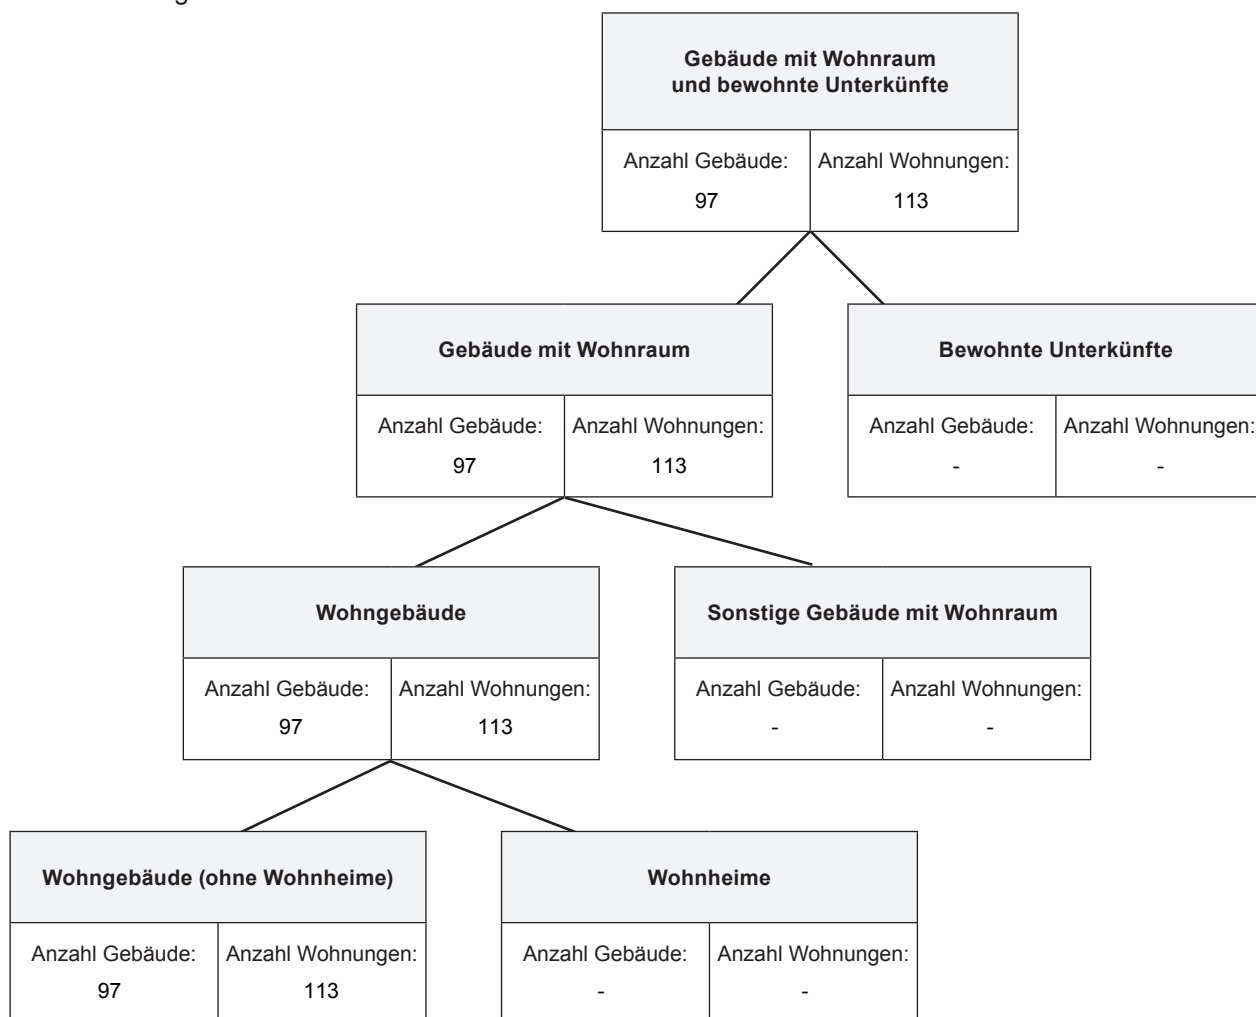 Gebäude mit Wohnraum
und bewohnte Unterkünfte
Anzahl Gebäude: Anzahl Wohnungen:
97 113
Gebäude mit Wohnraum Bewohnte Unterkünfte
Anzahl Gebäude: Anzahl Wohnungen: Anzahl Gebäude: Anzahl Wohnungen:
97 113 - -
Wohngebäude Sonstige Gebäude mit Wohnraum
Anzahl Gebäude: Anzahl Wohnungen: Anzahl Gebäude: Anzahl Wohnungen:
97 113 - -
Wohngebäude (ohne Wohnheime) Wohnheime
Anzahl Gebäude: Anzahl Wohnungen: Anzahl Gebäude: Anzahl Wohnungen:
97 113 - -